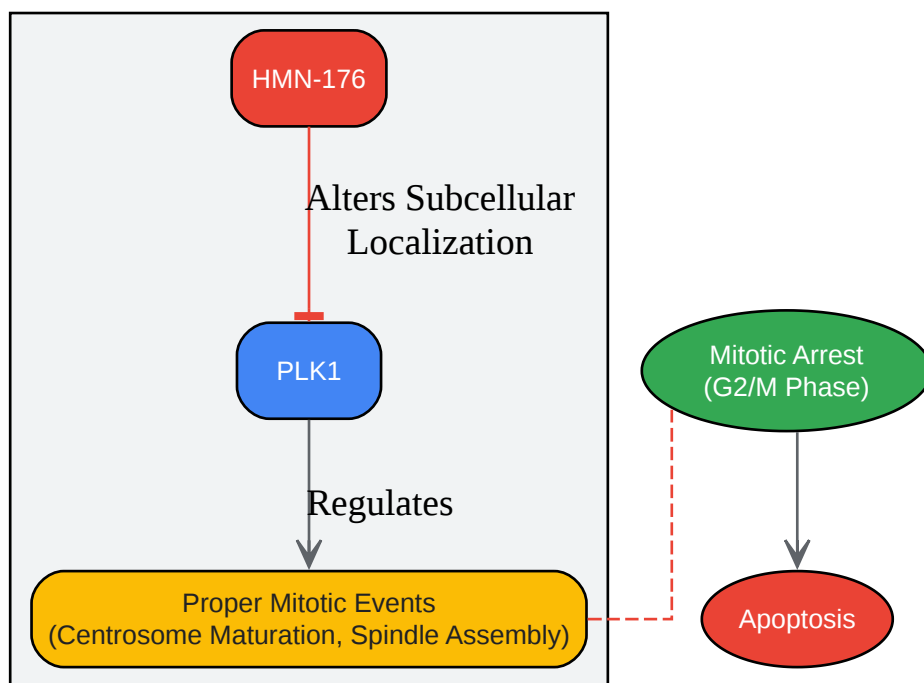 HMN-176
Alters Subcellular
Localization
PLK1
Regulates
Proper Mitotic Events
(Centrosome Maturation, Spindle Assembly)
Mitotic Arrest
(G2/M Phase)
Apoptosis